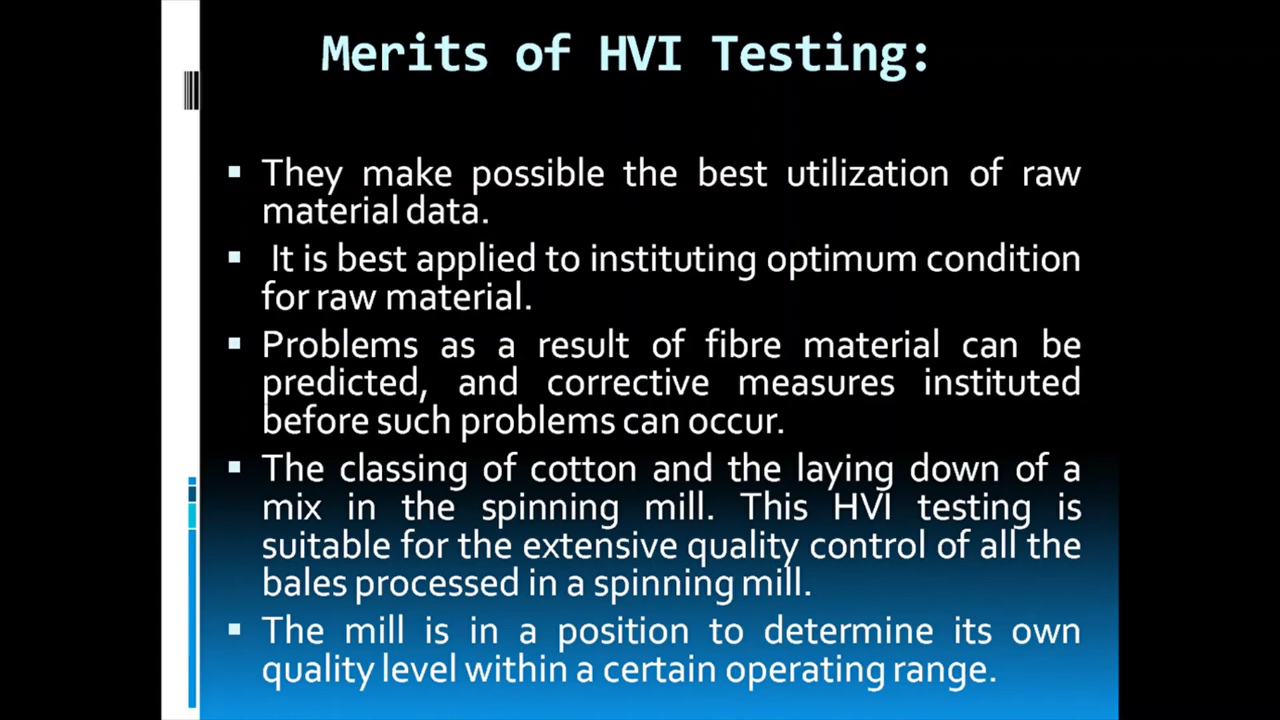 Merits of HVI Testing:
▪ They make possible the best utilization of raw
material data.
▪ It is best applied to instituting optimum condition
for raw material.
▪ Problems as a result of fibre material can be
predicted, and corrective measures instituted
before such problems can occur.
▪ The classing of cotton and the laying down of a
mix in the spinning mill. This HVI testing is
suitable for the extensive quality control of all the
bales processed in a spinning mill.
▪ The mill is in a position to determine its own
quality level within a certain operating range.